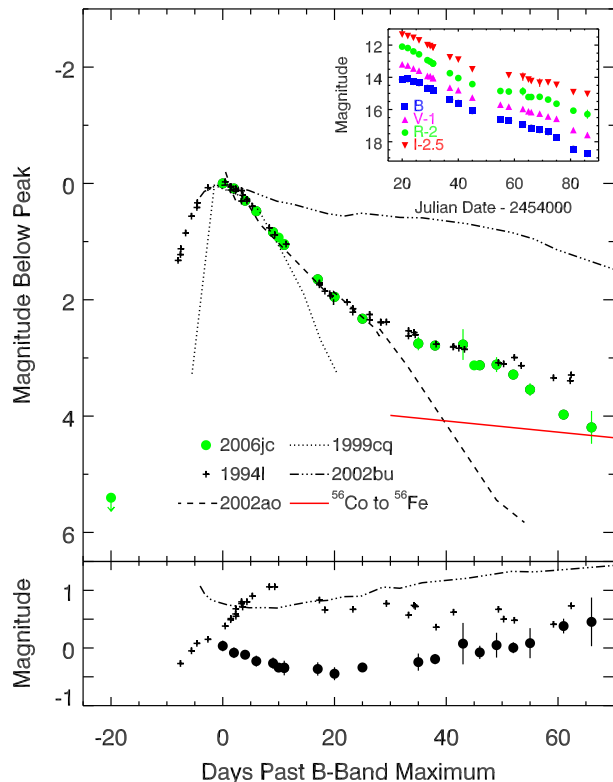 -2
0
2
4
6
Magnitude Below Peak
12
14
16
18
Magnitude
B
V-1
R-2
I-2.5
20 40 60 80
Julian Date - 2454000
2006jc
1994I
2002ao
1999cq
2002bu
56Co to 56Fe
1
0
-1
Magnitude
-20 0 20 40 60
Days Past B-Band Maximum